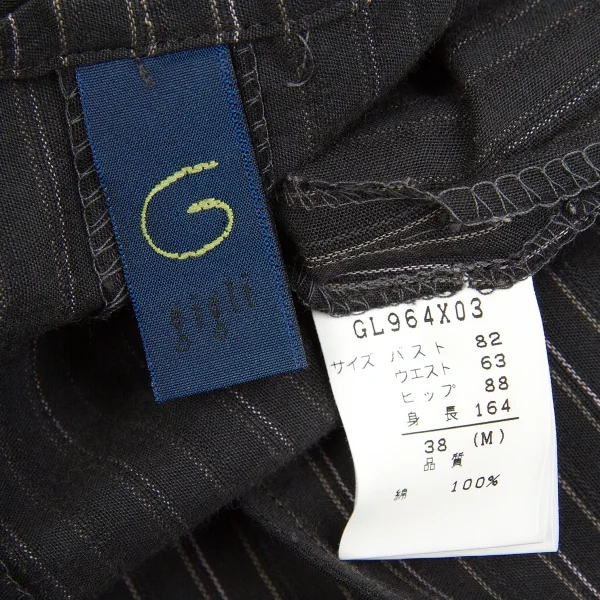 G
gigli
GL964X03
サイズ バスト 82
ウエスト 63
ヒップ 88
身長 164
38 (M)
品質
綿 100%